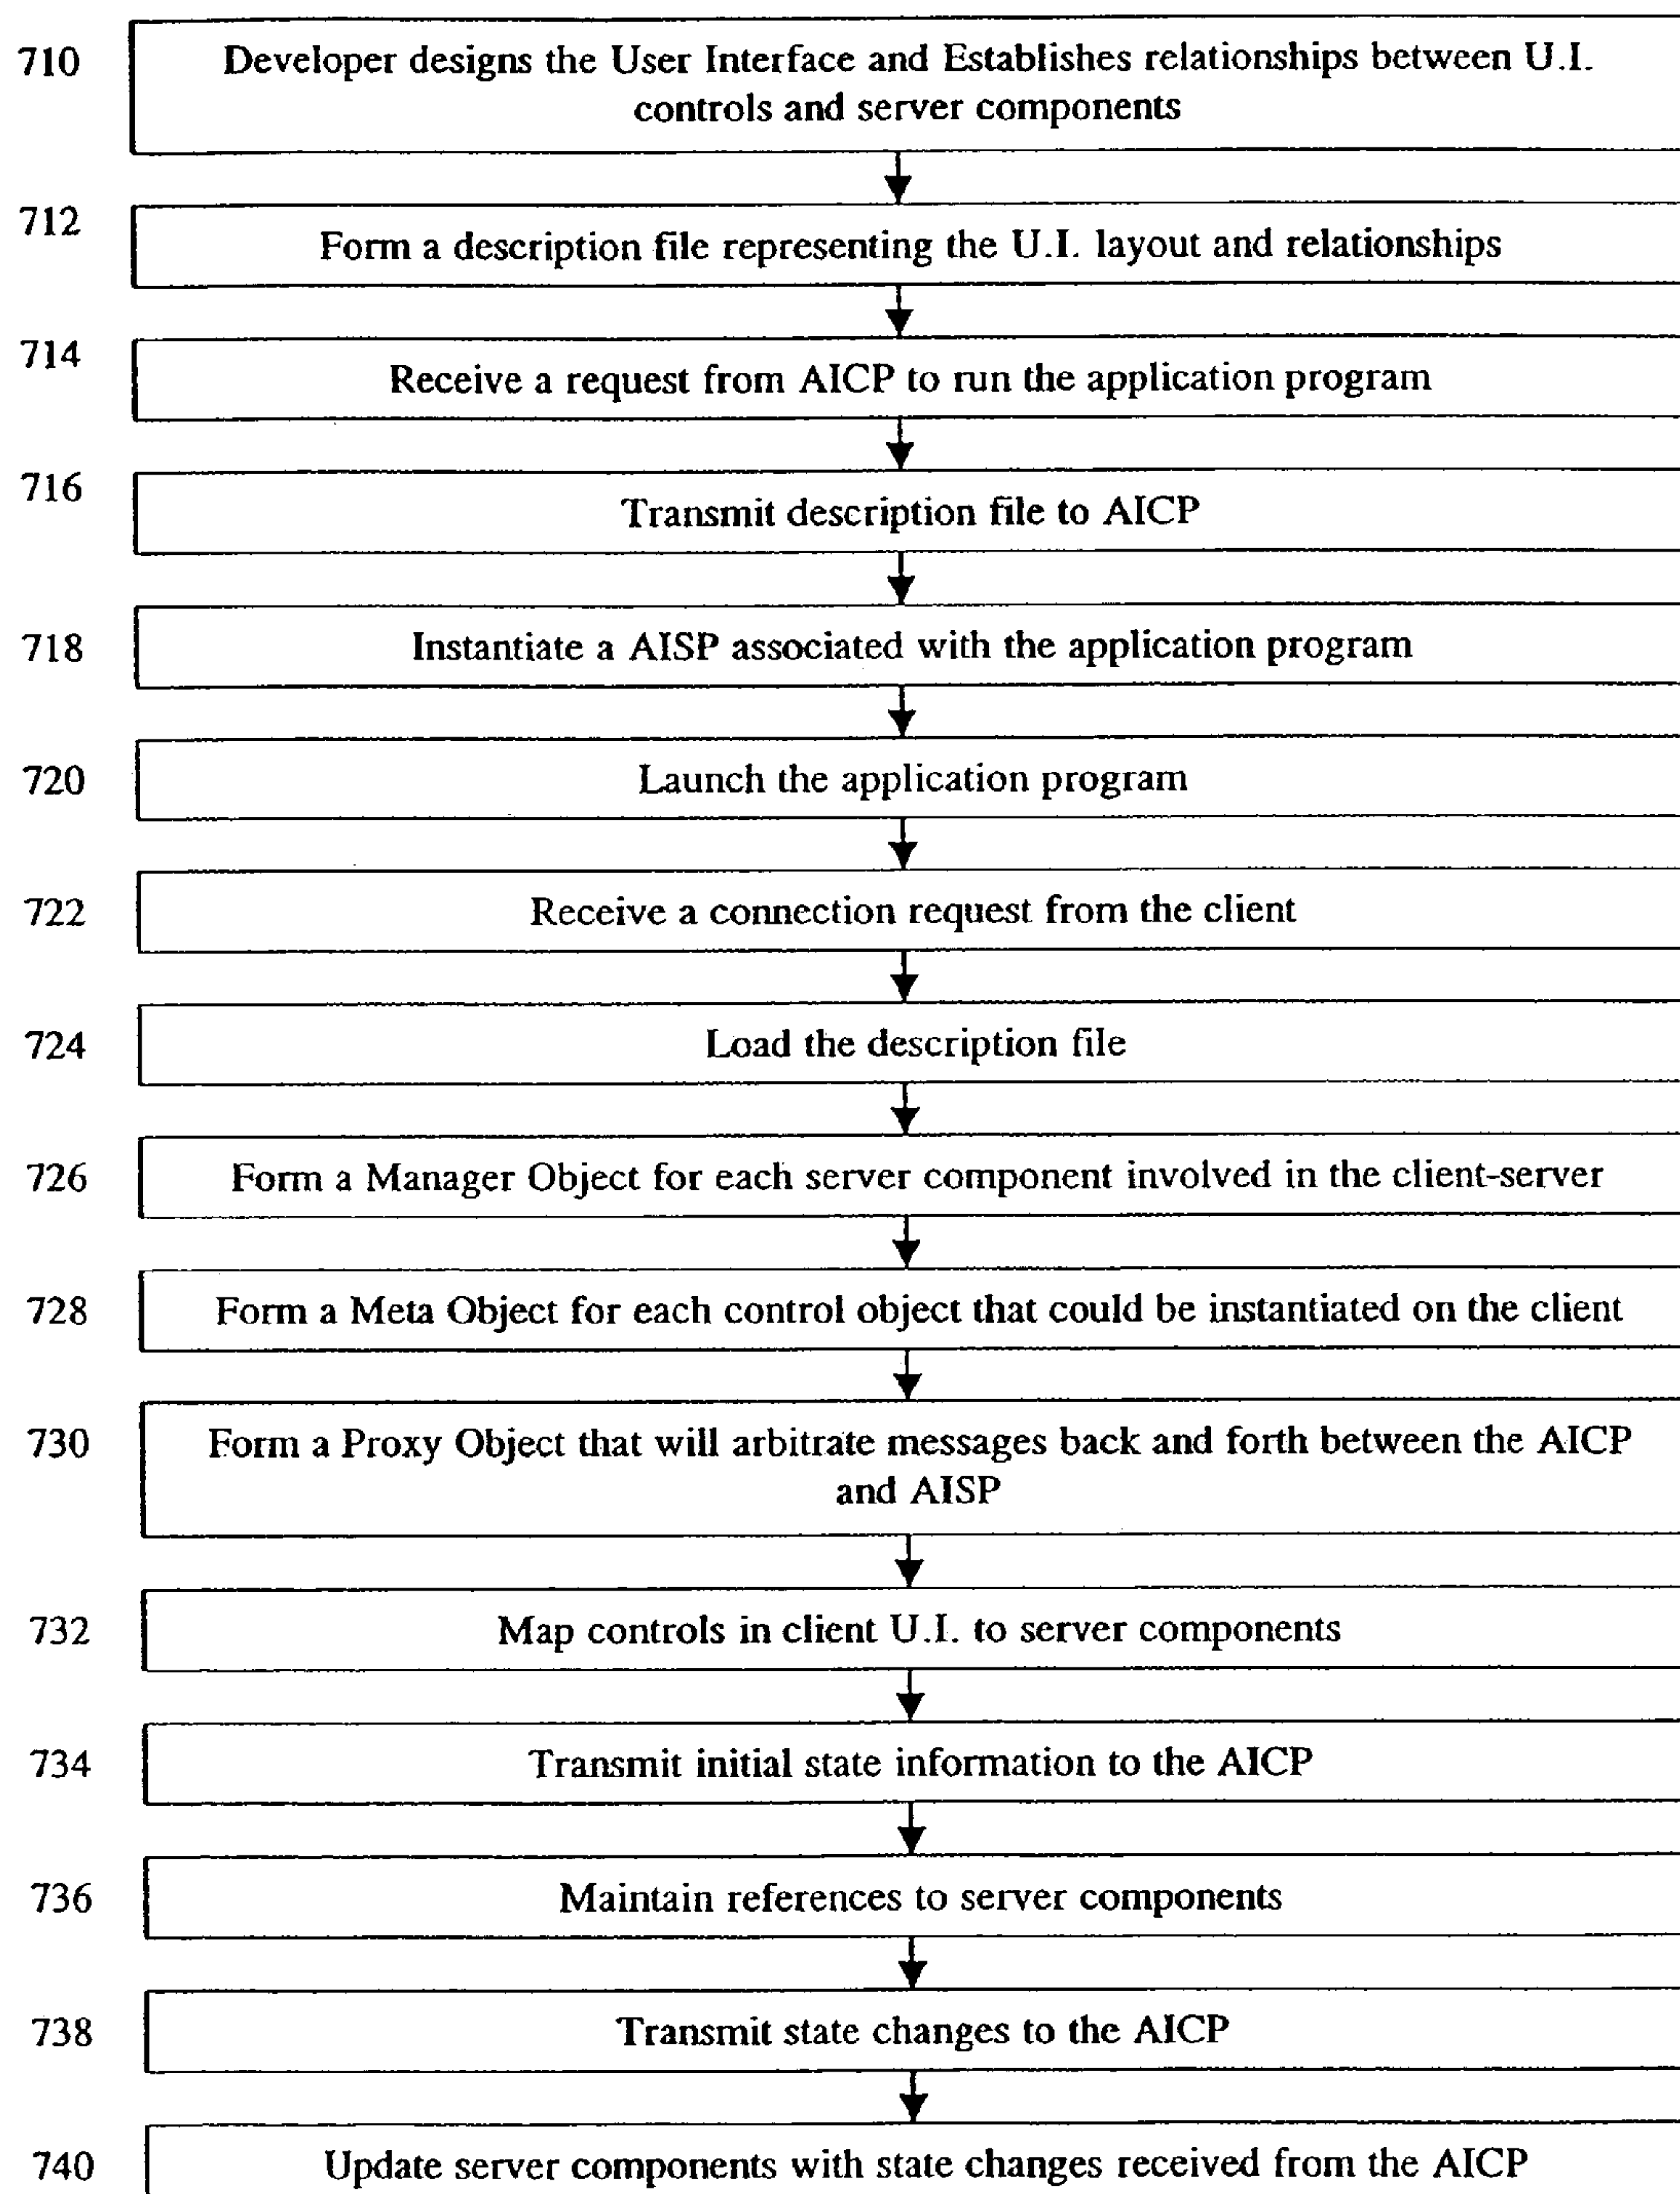 710
Developer designs the User Interface and Establishes relationships between U.I.
controls and server components
712
Form a description file representing the U.I. layout and relationships
714
Receive a request from AICP to run the application program
716
Transmit description file to AICP
718
Instantiate a AISP associated with the application program
720
Launch the application program
722
Receive a connection request from the client
724
Load the description file
726
Form a Manager Object for each server component involved in the client-server
728
Form a Meta Object for each control object that could be instantiated on the client
730
Form a Proxy Object that will arbitrate messages back and forth between the AICP
and AISP
732
Map controls in client U.I. to server components
734
Transmit initial state information to the AICP
736
Maintain references to server components
738
Transmit state changes to the AICP
740
Update server components with state changes received from the AICP